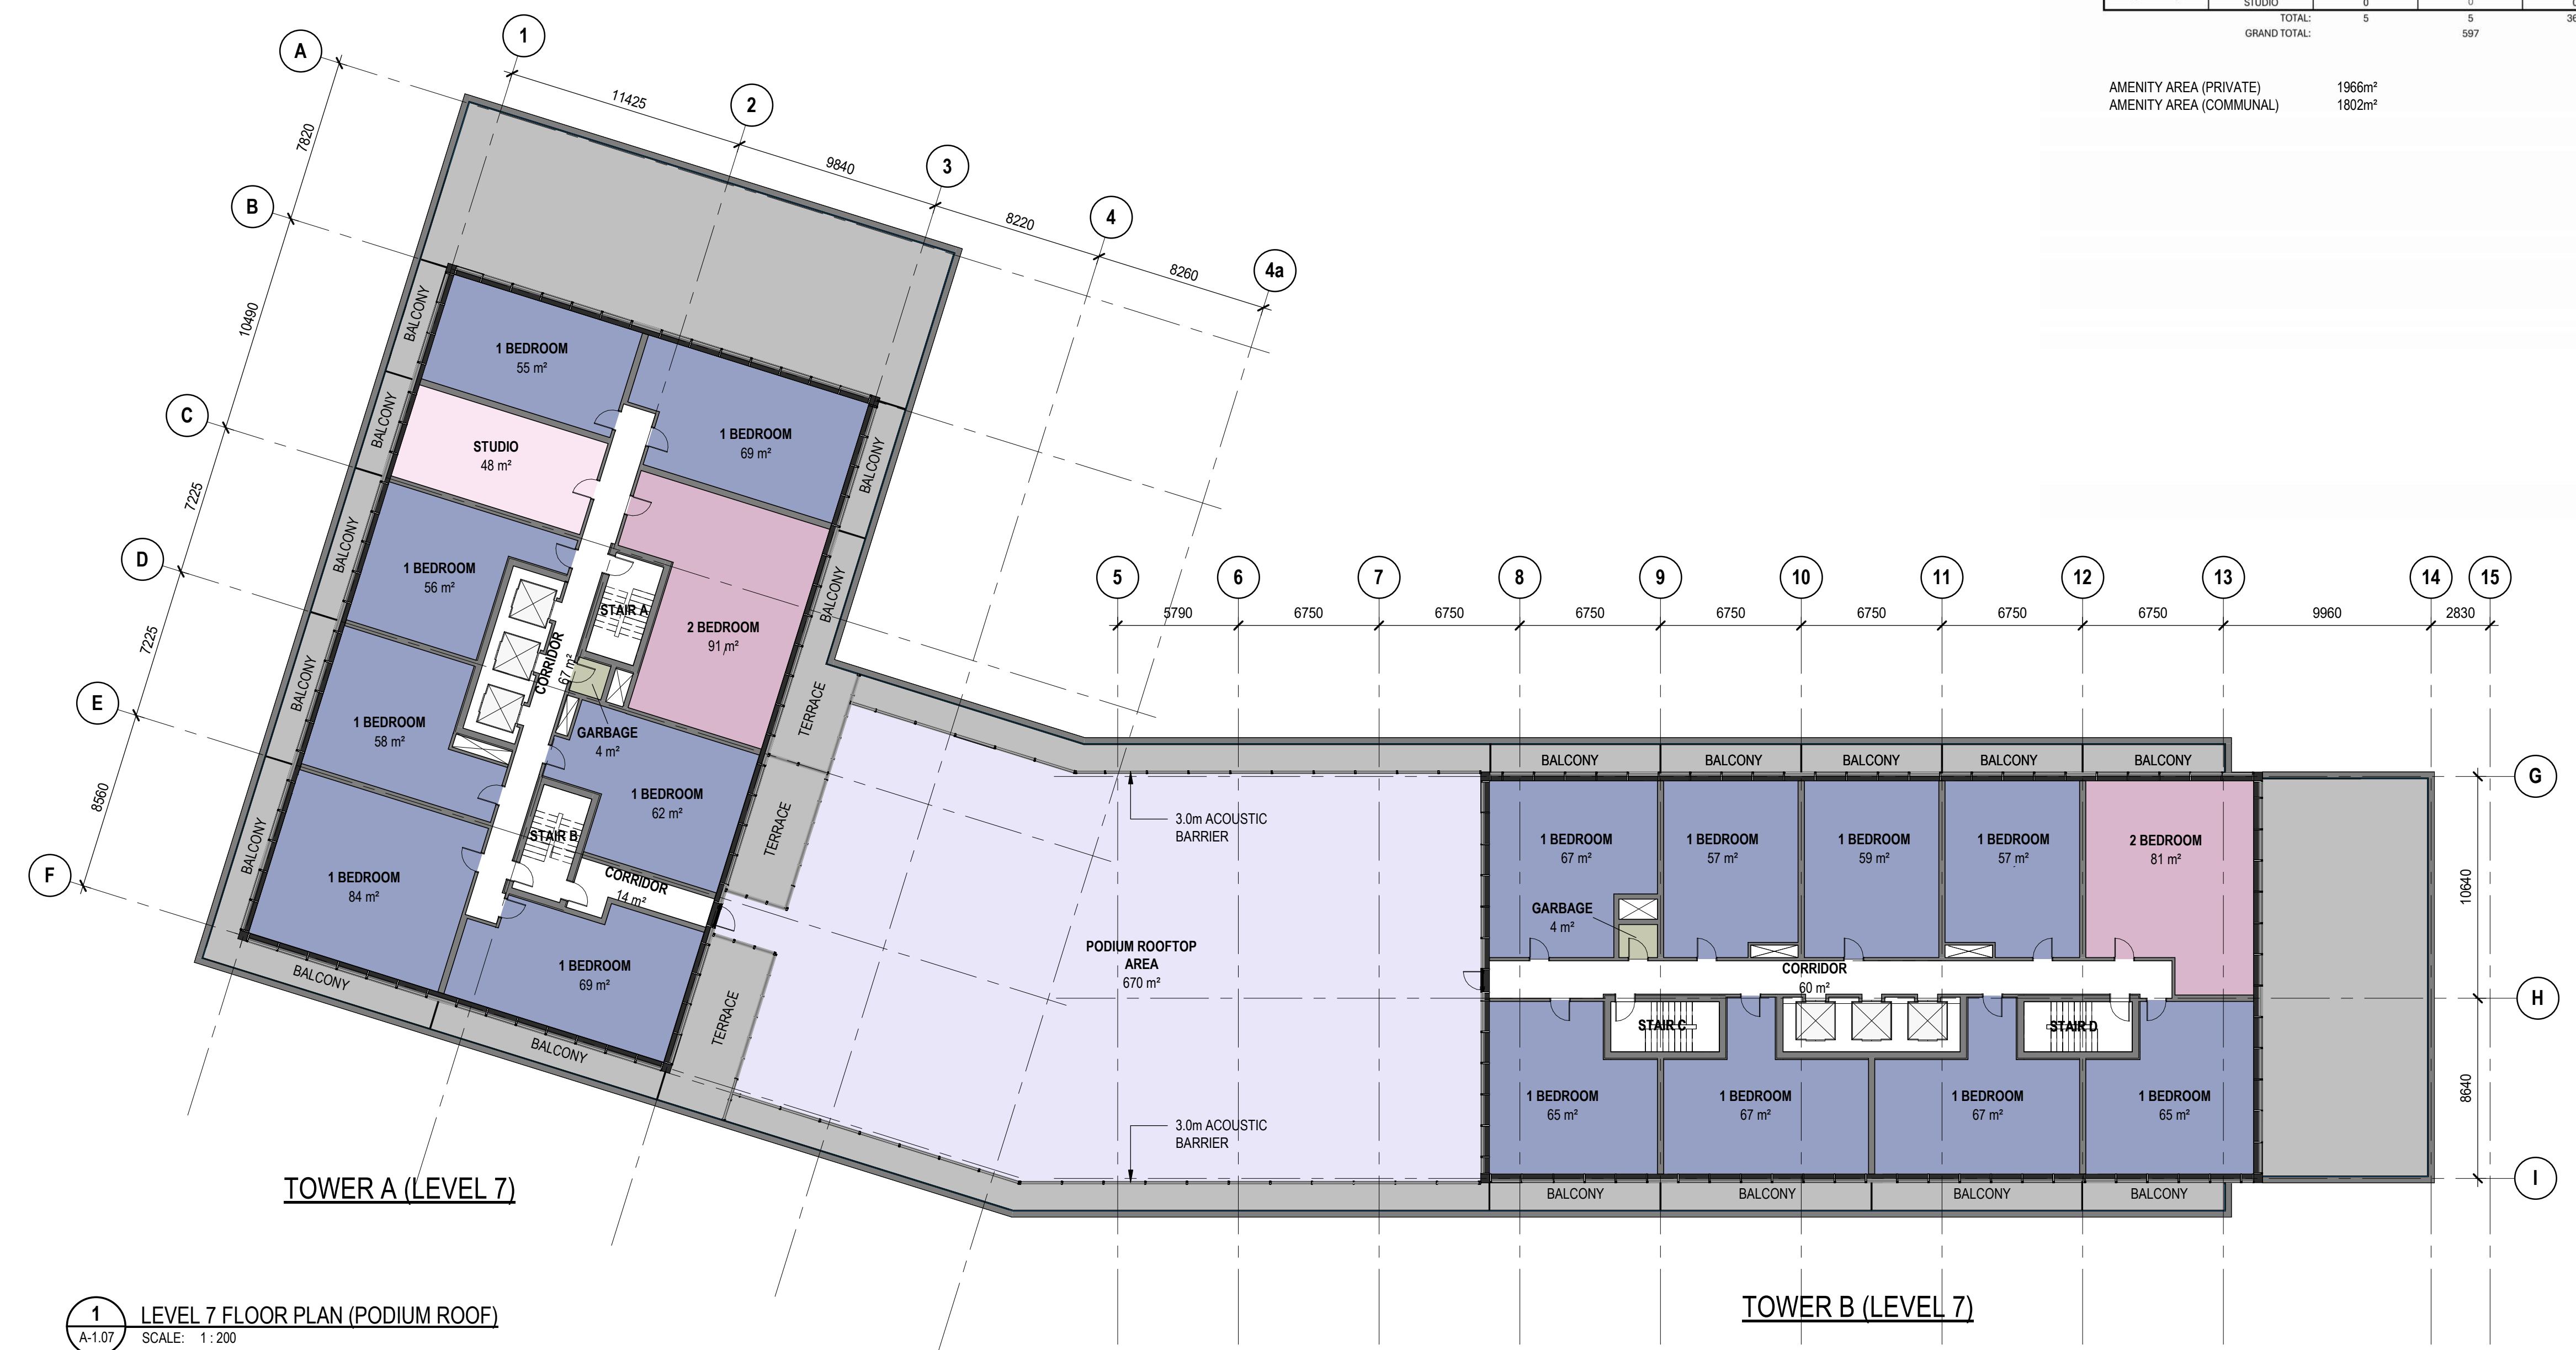 STUDIO 0 0
TOTAL: 5 5 36
GRAND TOTAL: 597
AMENITY AREA (PRIVATE) 1966m²
AMENITY AREA (COMMUNAL) 1802m²
1
2
3
4
4a
A
B
C
D
E
F
11425
9840
8220
8260
7820
10490
7225
7225
8560
BALCONY
BALCONY
BALCONY
BALCONY
BALCONY
BALCONY
BALCONY
BALCONY
BALCONY
1 BEDROOM
55 m²
1 BEDROOM
69 m²
STUDIO
48 m²
1 BEDROOM
56 m²
STAIR A
2 BEDROOM
91 m²
CORRIDOR
67 m²
1 BEDROOM
58 m²
GARBAGE
4 m²
1 BEDROOM
62 m²
STAIR B
1 BEDROOM
84 m²
CORRIDOR
14 m²
1 BEDROOM
69 m²
TERRACE
TERRACE
TERRACE
TOWER A (LEVEL 7)
5
6
7
8
9
10
11
12
13
14
15
5790
6750
6750
6750
6750
6750
6750
6750
9960
2830
G
H
I
10640
8640
3.0m ACOUSTIC
BARRIER
PODIUM ROOFTOP
AREA
670 m²
3.0m ACOUSTIC
BARRIER
BALCONY
BALCONY
BALCONY
BALCONY
BALCONY
1 BEDROOM
67 m²
1 BEDROOM
57 m²
1 BEDROOM
59 m²
1 BEDROOM
57 m²
2 BEDROOM
81 m²
GARBAGE
4 m²
CORRIDOR
60 m²
STAIR C
STAIR D
1 BEDROOM
65 m²
1 BEDROOM
67 m²
1 BEDROOM
67 m²
1 BEDROOM
65 m²
BALCONY
BALCONY
BALCONY
BALCONY
TOWER B (LEVEL 7)
1
A-1.07
LEVEL 7 FLOOR PLAN (PODIUM ROOF)
SCALE: 1 : 200